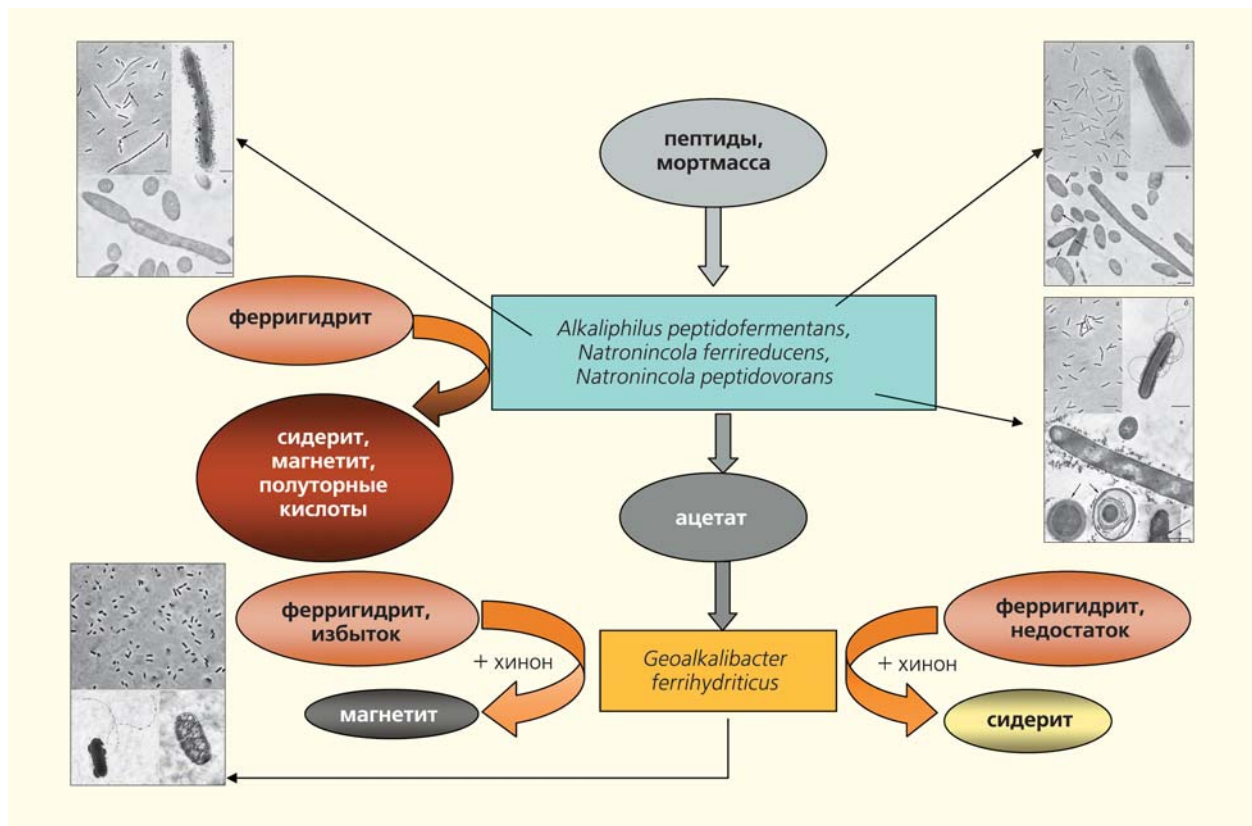 пептиды,
мортмасса
ферригидрит
Alkaliphilus peptidofermentans,
Natronincola ferrireducens,
Natronincola peptidovorans
сидерит,
магнетит,
полуторные
кислоты
ацетат
ферригидрит,
избыток
+ хинон
магнетит
Geoalkalibacter
ferrihydriticus
ферригидрит,
недостаток
+ хинон
сидерит